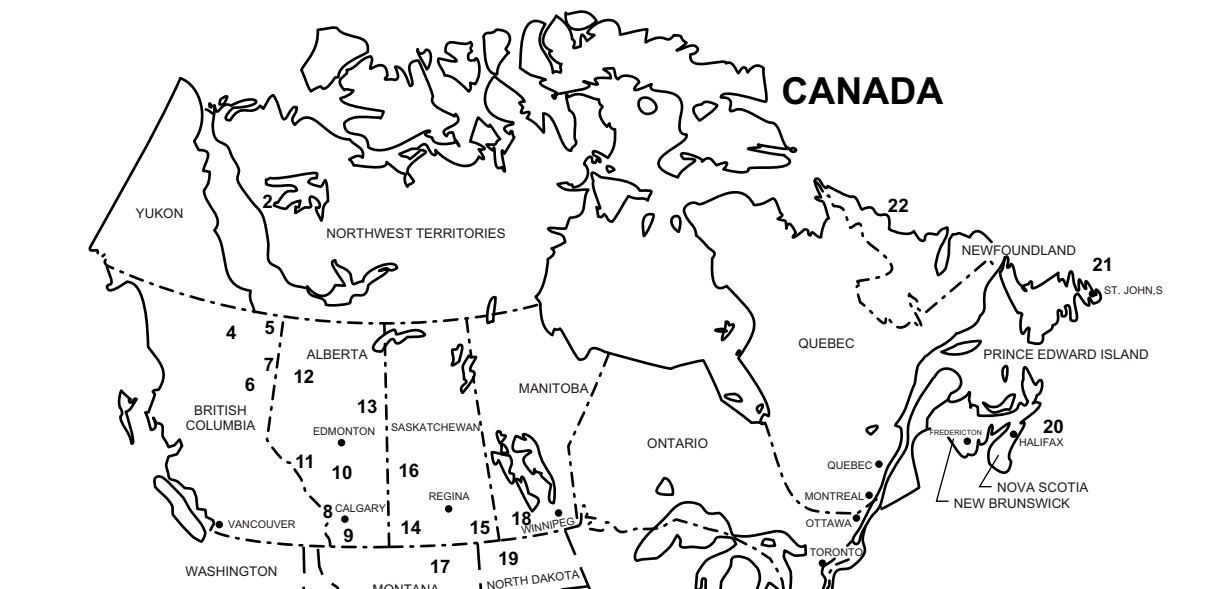 CANADA
YUKON
2
22
NORTHWEST TERRITORIES
NEWFOUNDLAND
21
ST. JOHN,S
4
5
QUEBEC
ALBERTA
PRINCE EDWARD ISLAND
7
12
6
MANITOBA
13
BRITISH
COLUMBIA
SASKATCHEWAN
EDMONTON
ONTARIO
FREDERICTON
20
HALIFAX
11
10
16
QUEBEC
NOVA SCOTIA
REGINA
MONTREAL
NEW BRUNSWICK
8
CALGARY
VANCOUVER
14
15
18
WINNIPEG
OTTAWA
9
TORONTO
19
17
WASHINGTON
NORTH DAKOTA
MONTANA